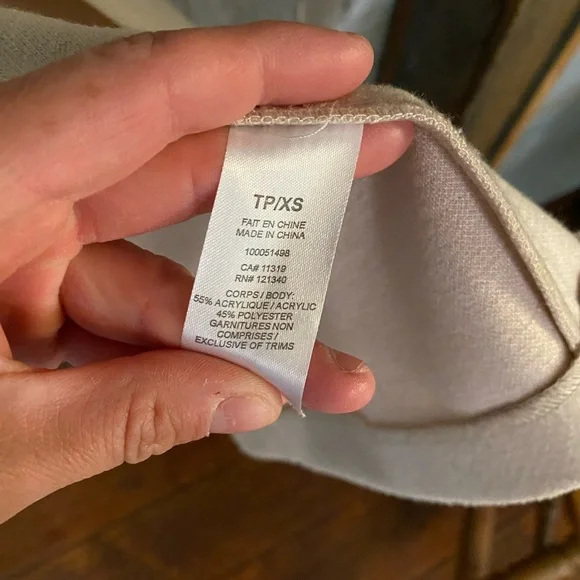 TP/XS
FAIT EN CHINE
MADE IN CHINA
100051498
CA# 11319
RN# 121340
CORPS / BODY:
55% ACRYLIQUE / ACRYLIC
45% POLYESTER
GARNITURES NON
COMPRISES /
EXCLUSIVE OF TRIMS